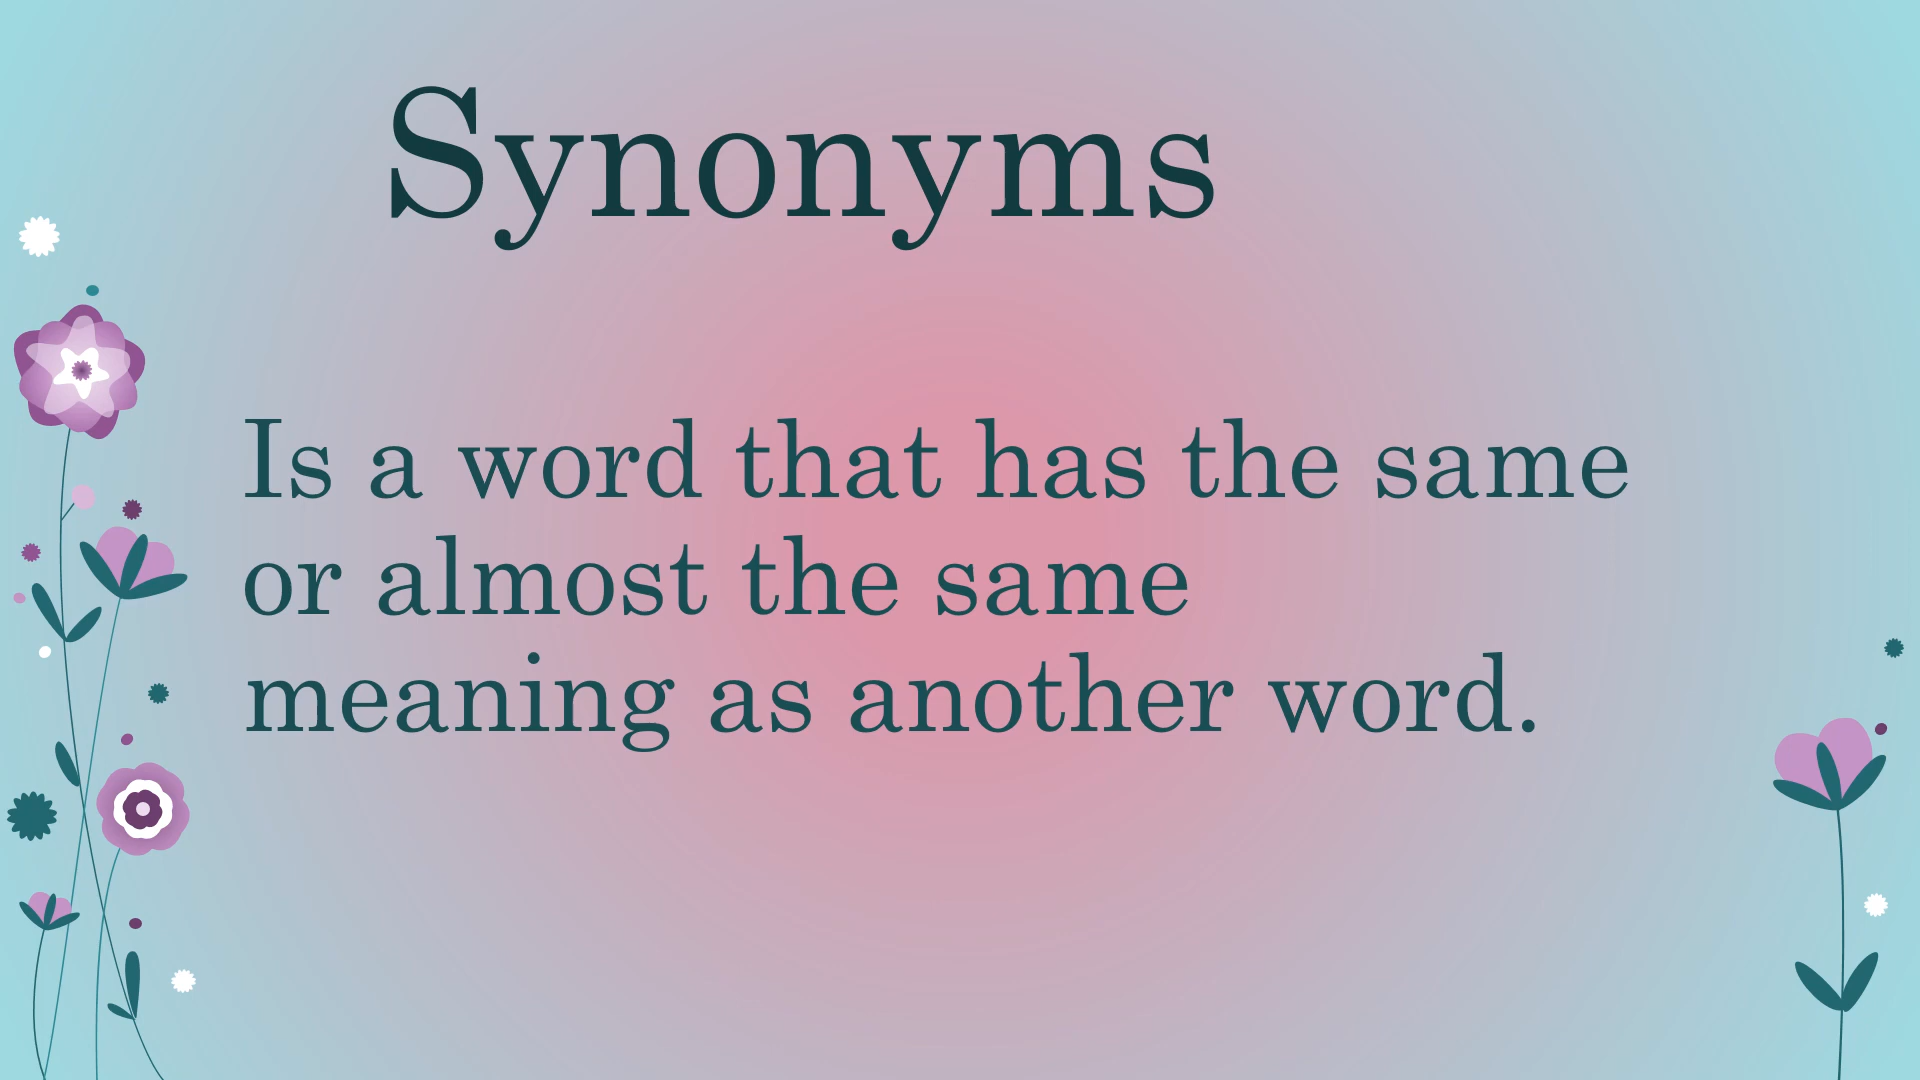 Synonyms
Is a word that has the same
or almost the same
meaning as another word.